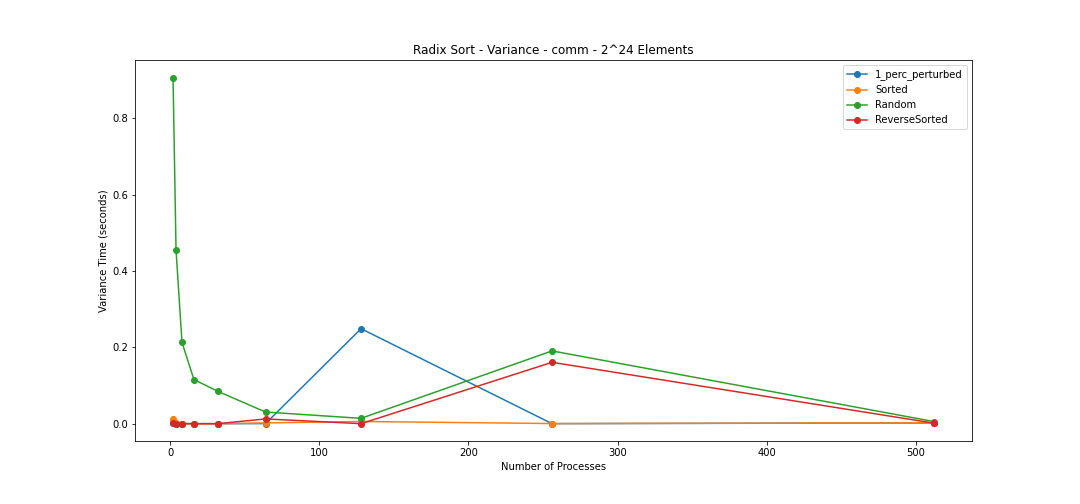 Radix Sort - Variance - comm - 2^24 Elements
1_perc_perturbed
Sorted
Random
ReverseSorted
Variance Time (seconds)
0.8
0.6
0.4
0.2
0.0
0 100 200 300 400 500
Number of Processes